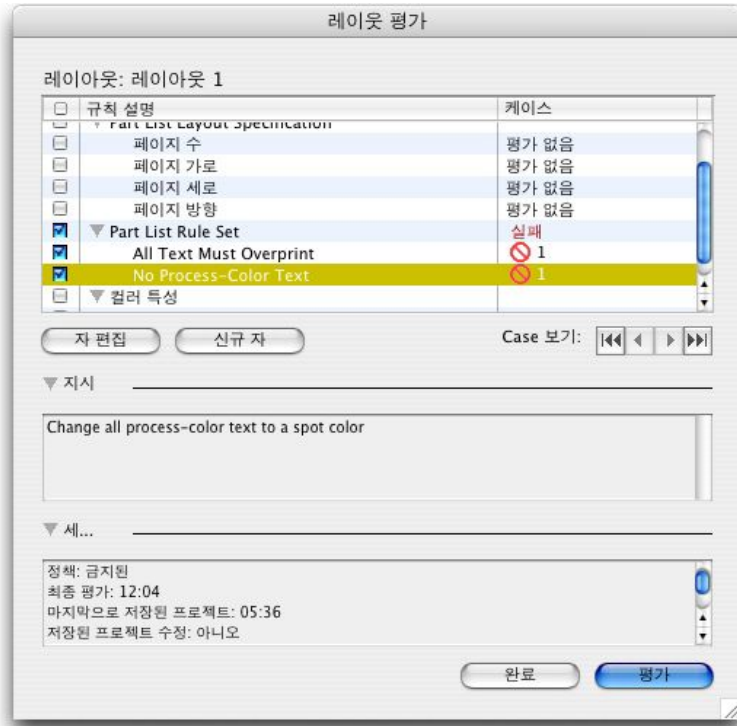 레이웃 평가
레이아웃: 레이아웃 1
규칙 설명 케이스
Part List Layout Specification
페이지 수 평가 없음
페이지 가로 평가 없음
페이지 세로 평가 없음
페이지 방향 평가 없음
Part List Rule Set 실패
All Text Must Overprint 1
No Process-Color Text 1
컬러 특성
자 편집 신규 자 Case 보기:
지시
Change all process-color text to a spot color
세...
정책: 금지된
최종 평가: 12:04
마지막으로 저장된 프로젝트: 05:36
저장된 프로젝트 수정: 아니오
완료 평가